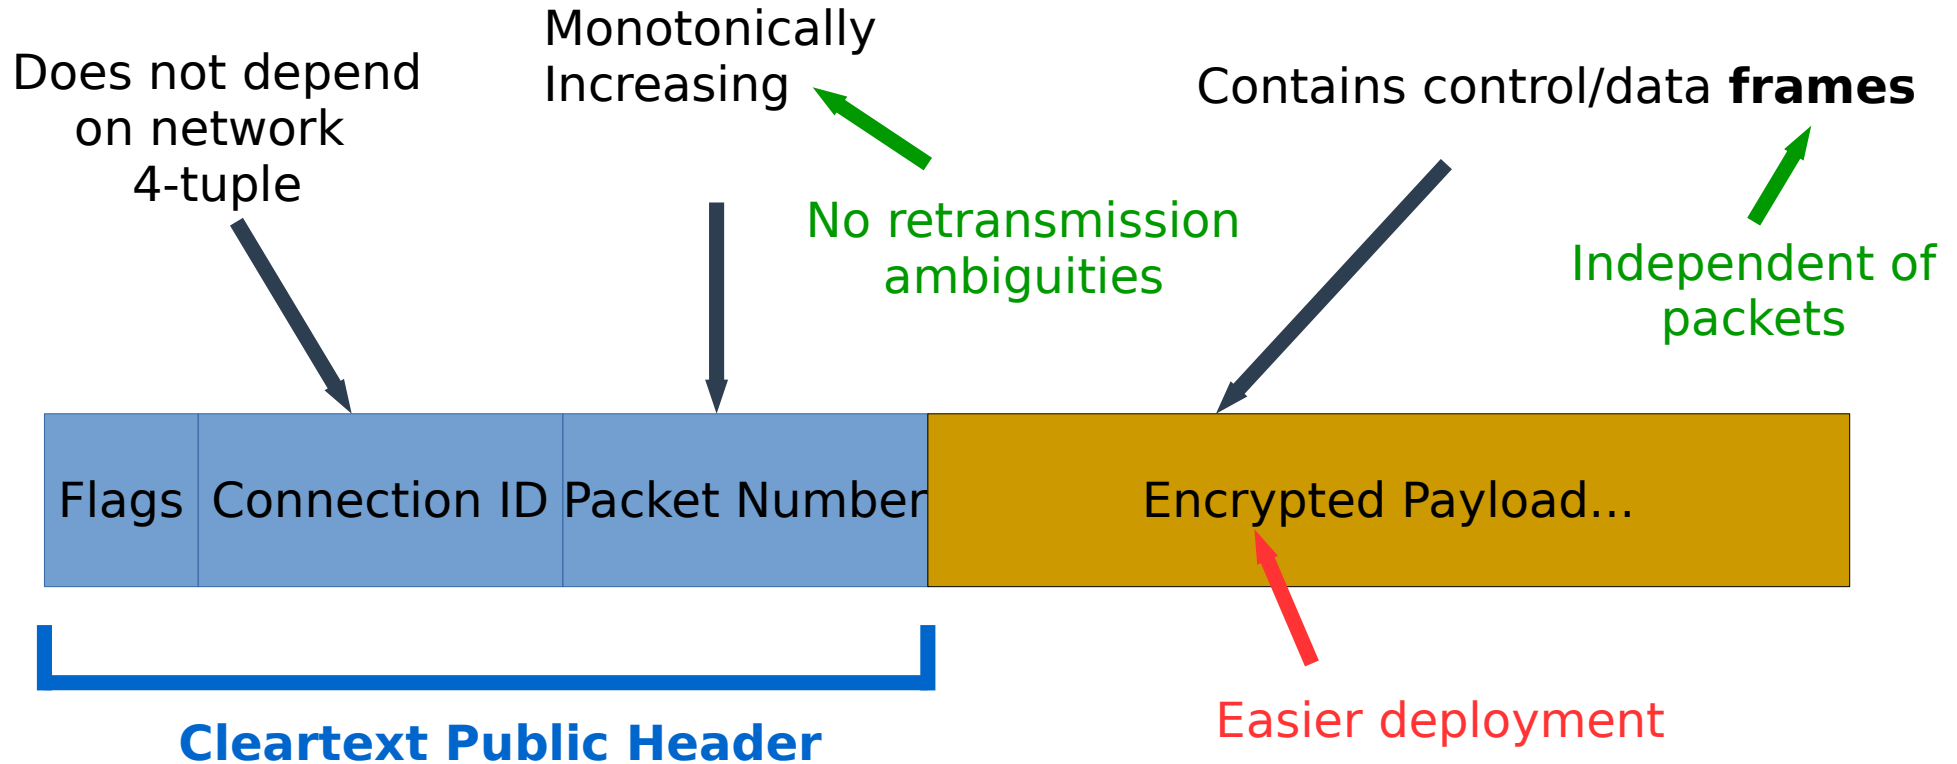 Does not depend
on network
4-tuple
Monotonically
Increasing
Contains control/data frames
No retransmission
ambiguities
Independent of
packets
Flags
Connection ID
Packet Number
Encrypted Payload...
Cleartext Public Header
Easier deployment